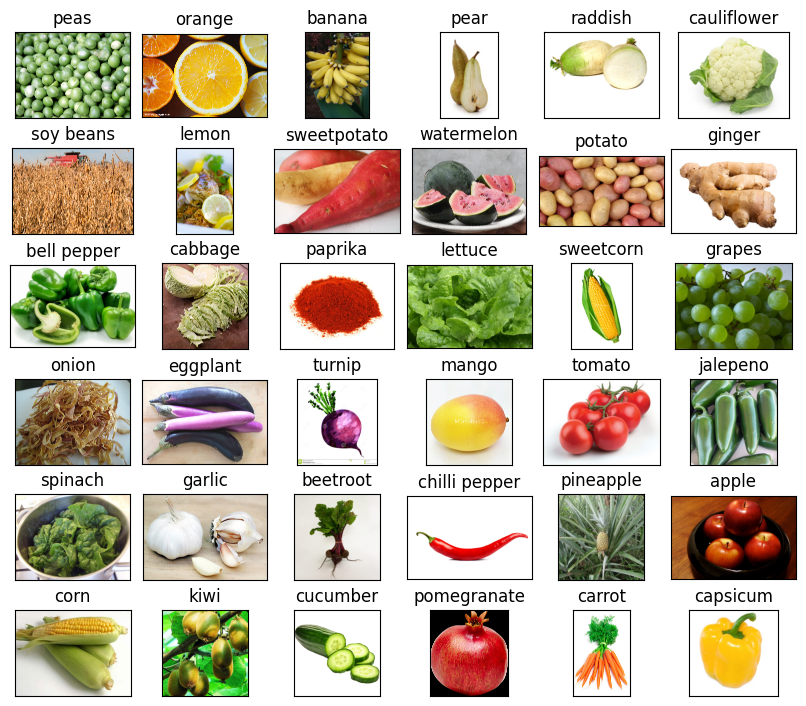 peas orange banana pear raddish cauliflower
soy beans lemon sweetpotato watermelon potato ginger
bell pepper cabbage paprika lettuce sweetcorn grapes
onion eggplant turnip mango tomato jalepeno
spinach garlic beetroot chilli pepper pineapple apple
corn kiwi cucumber pomegranate carrot capsicum